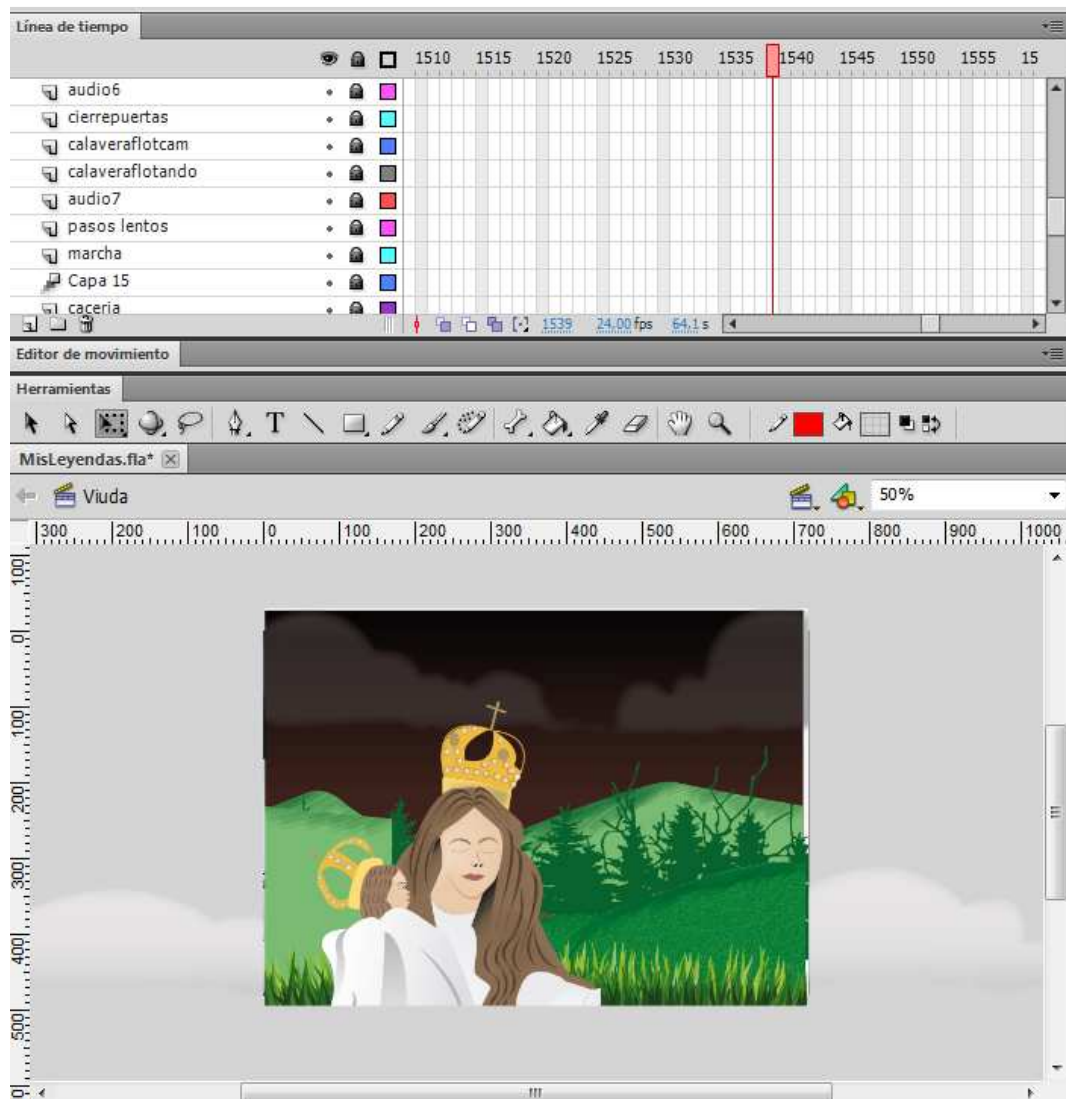 Línea de tiempo
1510 1515 1520 1525 1530 1535 1540 1545 1550 1555 15
audio6
cierrepuertas
calaveraflotcam
calaveraflotando
audio7
pasos lentos
marcha
Capa 15
caceria
1539 24.00 fps 64.1 s
Editor de movimiento
Herramientas
T
MisLeyendas.fla*
Viuda 50%
300 200 100 0 100 200 300 400 500 600 700 800 900 1000
100
0
100
200
300
400
500
0